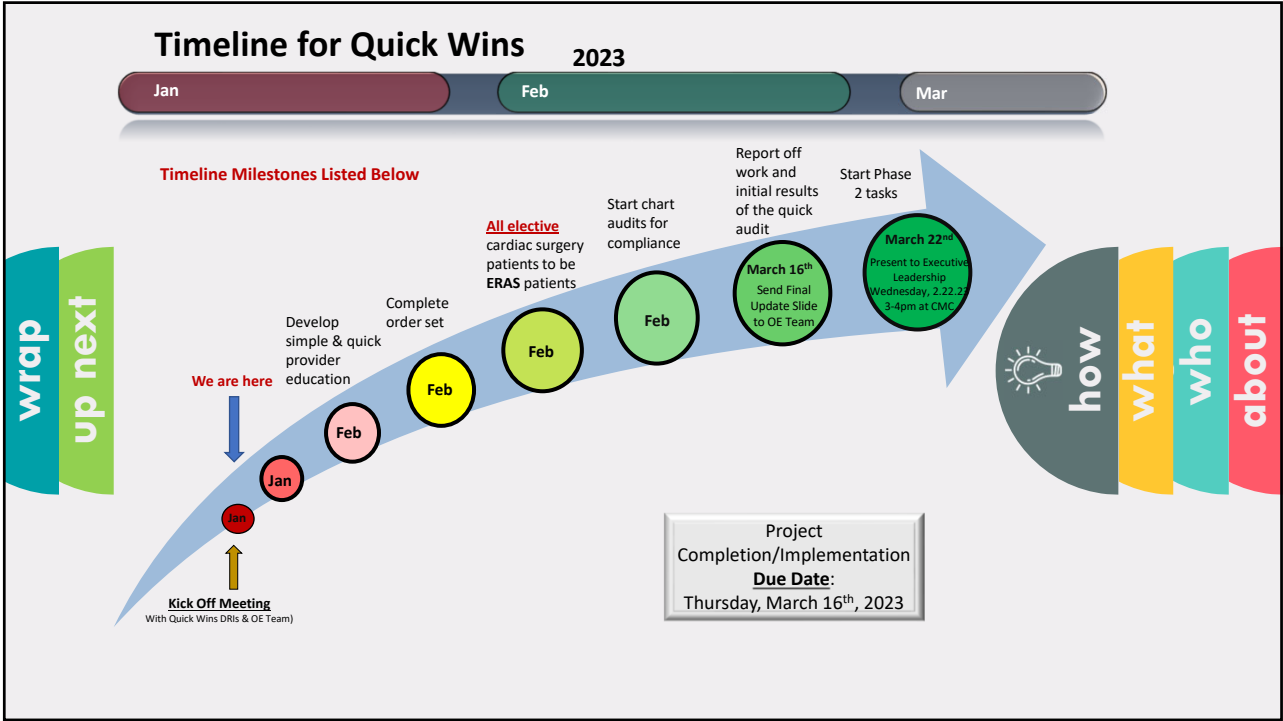 Timeline for Quick Wins
2023
Jan
Feb
Mar
Timeline Milestones Listed Below
We are here
Jan
Kick Off Meeting
With Quick Wins DRIs & OE Team)
Jan
Develop
simple & quick
provider
education
Feb
Complete
order set
Feb
All elective
cardiac surgery
patients to be
ERAS patients
Feb
Start chart
audits for
compliance
Feb
Report off
work and
initial results
of the quick
audit
March 16th
Send Final
Update Slide
to OE Team
Start Phase
2 tasks
March 22nd
Present to Executive
Leadership
Wednesday, 2.22.23
3-4pm at CMC
Project
Completion/Implementation
Due Date:
Thursday, March 16th, 2023
wrap
up next
how
what
who
about